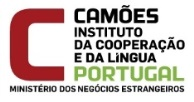 CAMÕES
INSTITUTO
DA COOPERAÇÃO
E DA LÍNGUA
PORTUGAL
MINISTÉRIO DOS NEGÓCIOS ESTRANGEIROS